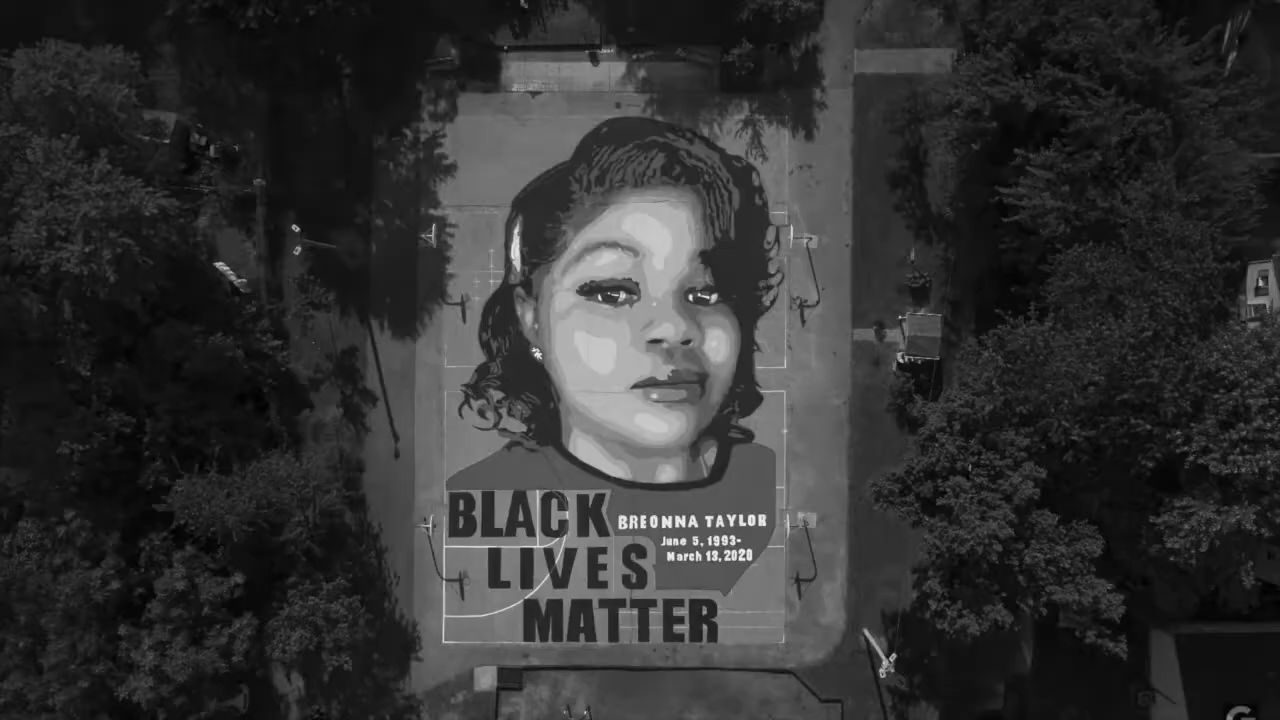 BLACK
LIVES
MATTER
BREONNA TAYLOR
June 5, 1993-
March 13, 2020